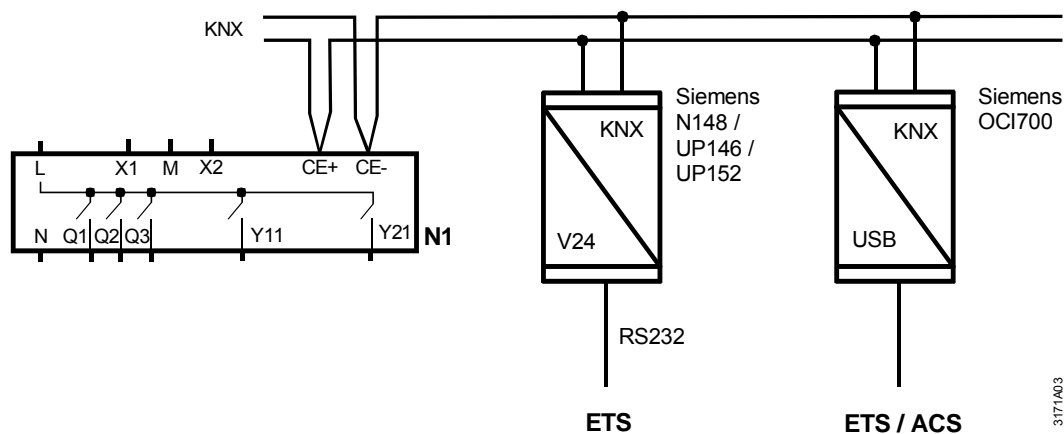 KNX
Siemens
N148 /
UP146 /
UP152
KNX
V24
RS232
ETS
Siemens
OCI700
KNX
USB
ETS / ACS
L X1 M X2 CE+ CE-
N Q1 Q2 Q3 Y11 Y21 N1
3171A03